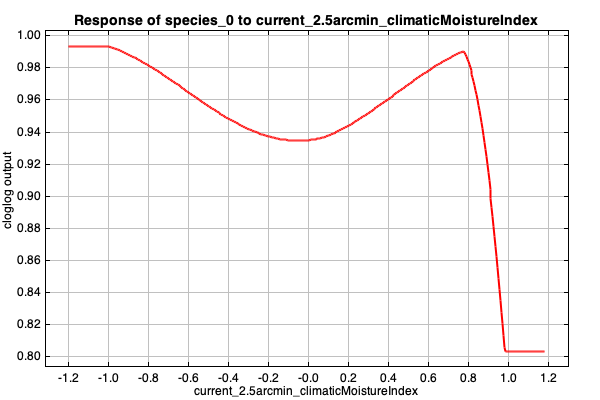 Response of species_0 to current_2.5arcmin_climaticMoistureIndex
1.00
0.98
0.96
0.94
0.92
0.90
0.88
0.86
0.84
0.82
0.80
cloglog output
-1.2 -1.0 -0.8 -0.6 -0.4 -0.2 -0.0 0.2 0.4 0.6 0.8 1.0 1.2
current_2.5arcmin_climaticMoistureIndex